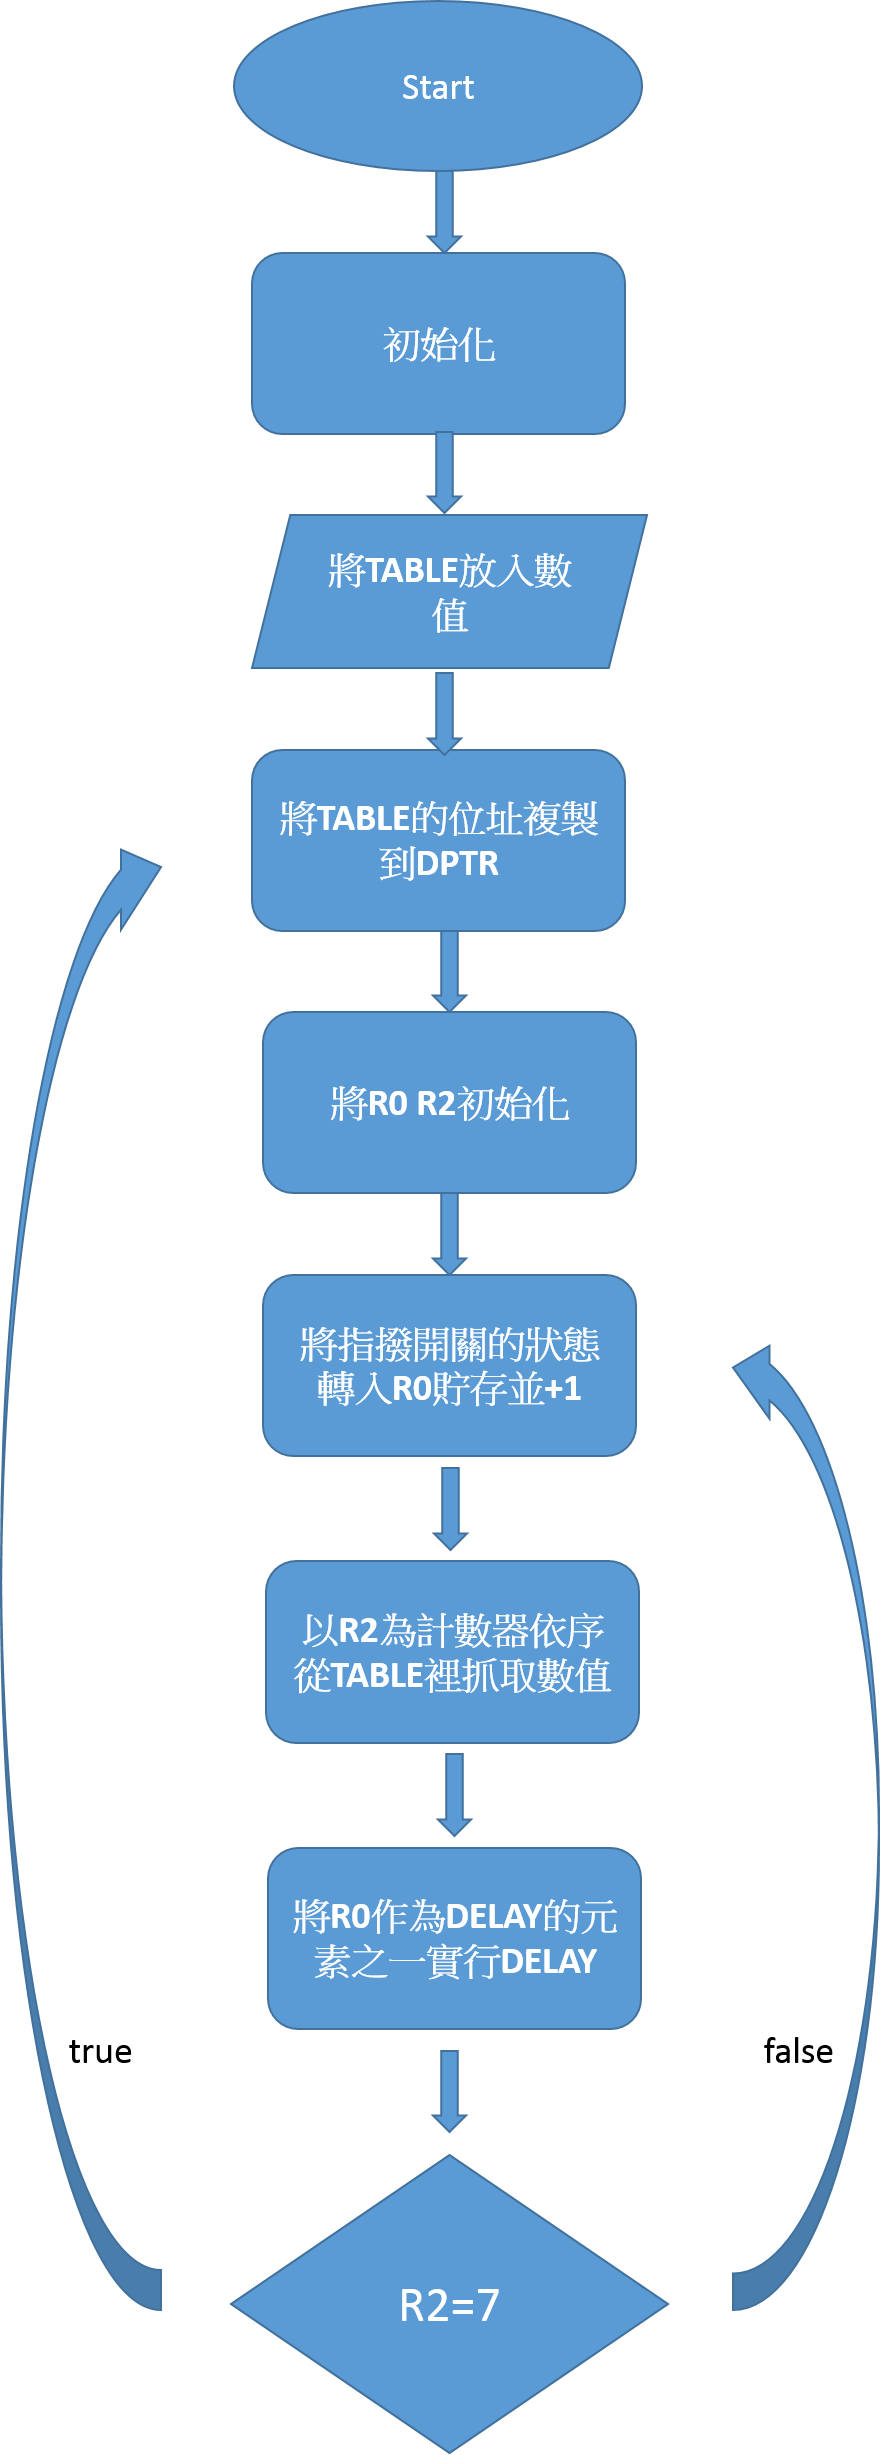 Start
初始化
將TABLE放入數
值
將TABLE的位址複製
到DPTR
將R0 R2初始化
將指撥開關的狀態
轉入R0貯存並+1
以R2為計數器依序
從TABLE裡抓取數值
將R0作為DELAY的元
素之一實行DELAY
true
false
R2=7